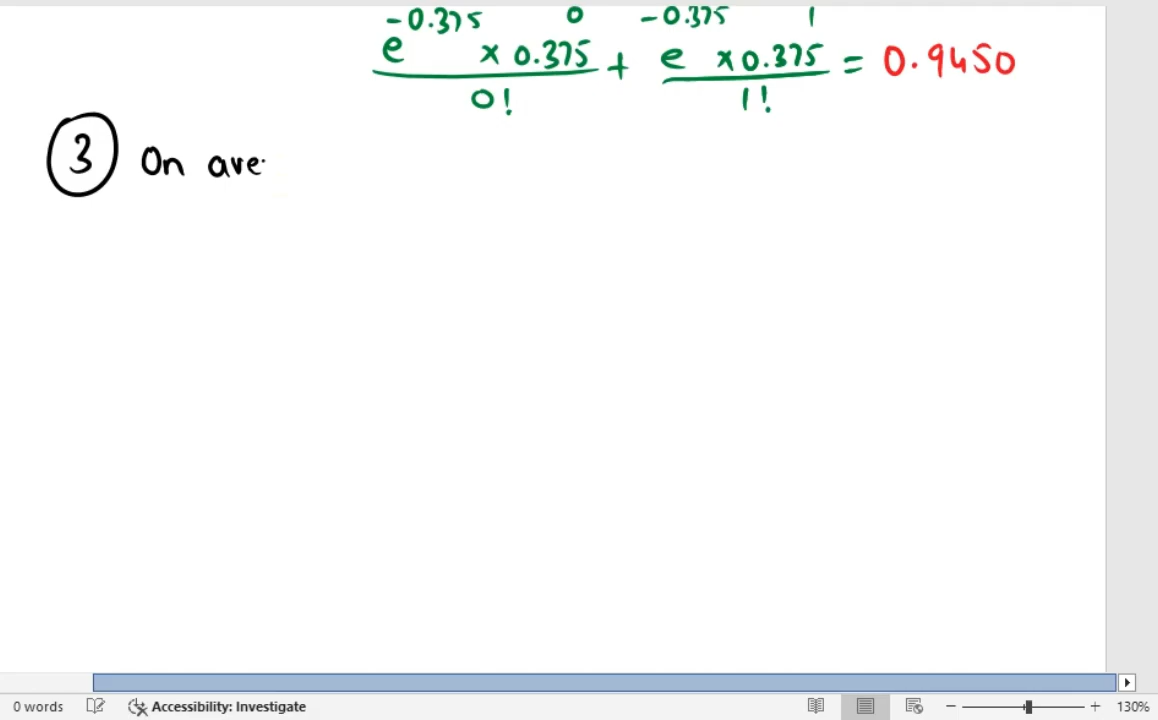 -0.375 0 -0.375 1
e × 0.375 + e × 0.375 = 0.9450
0! 1!
3 On ave
0 words Accessibility: Investigate 130%